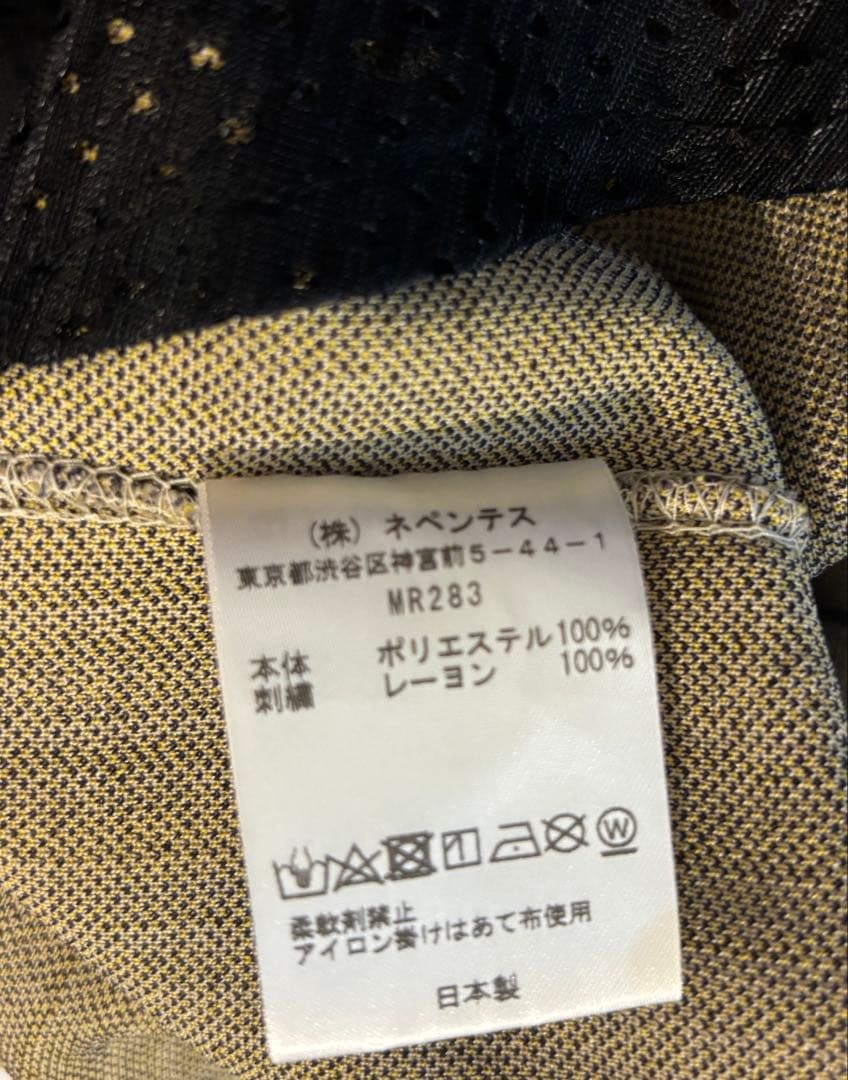 (株) ネペンテス
東京都渋谷区神宮前5-44-1
MR283
本体 ポリエステル100%
刺繍 レーヨン 100%
W
柔軟剤禁止
アイロン掛けはあて布使用
日本製